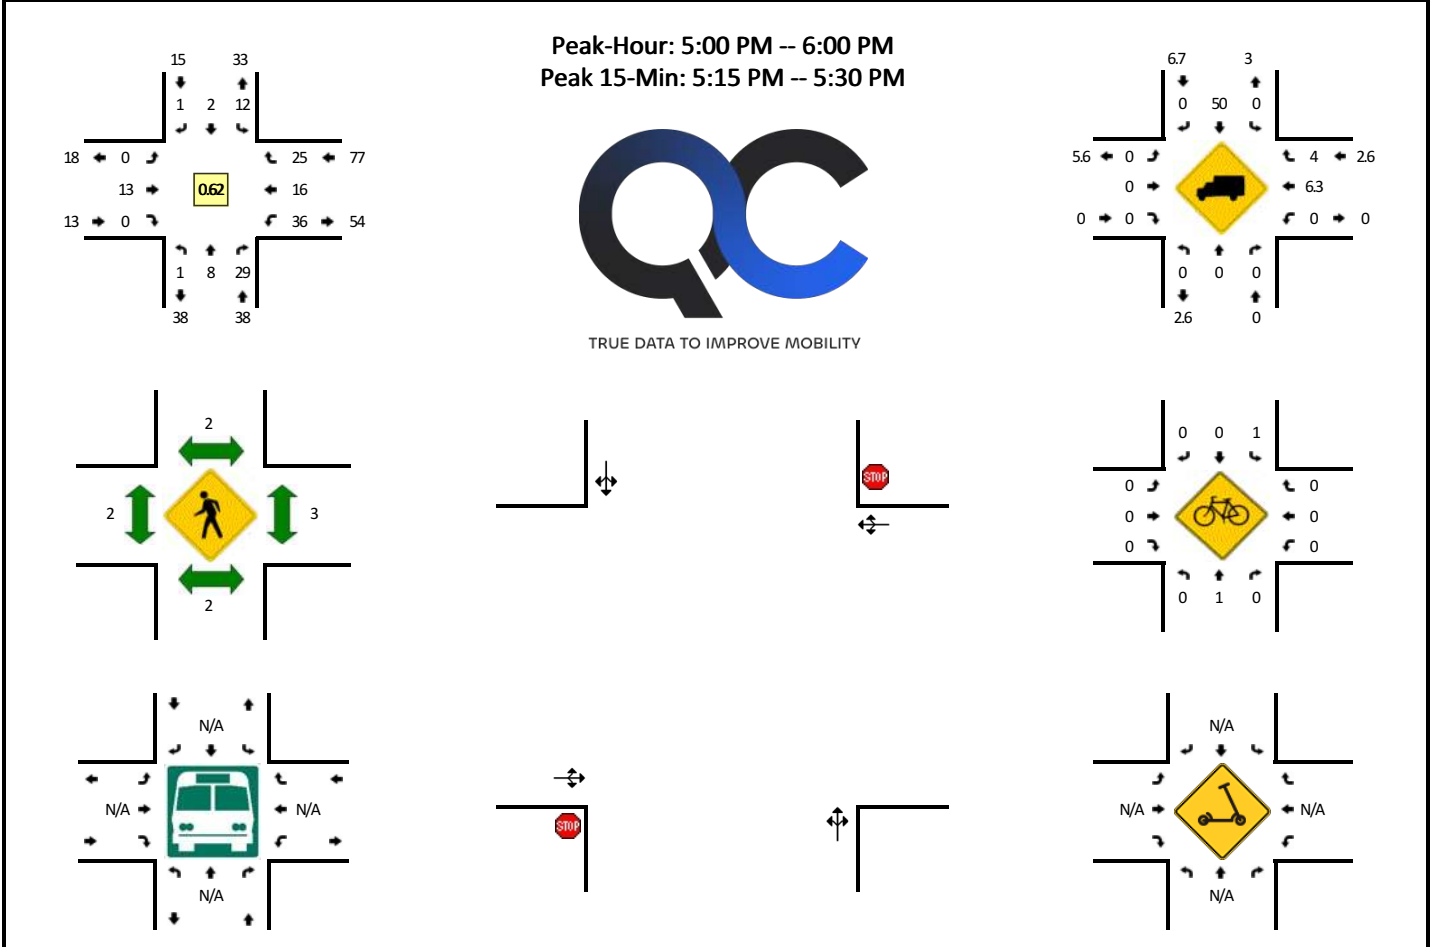 Peak-Hour: 5:00 PM -- 6:00 PM
Peak 15-Min: 5:15 PM -- 5:30 PM
15 33
1 2 12
18 0 25 77
13 0.62 16
13 0 36 54
1 8 29
38 38
QC
TRUE DATA TO IMPROVE MOBILITY
6.7 3
0 50 0
5.6 0 4 2.6
0 6.3
0 0 0 0
0 0 0
2.6 0
2
2 3
2
STOP
STOP
0 0 1
0 0
0 0
0 0
0 1 0
N/A
N/A N/A
N/A
N/A
N/A N/A
N/A